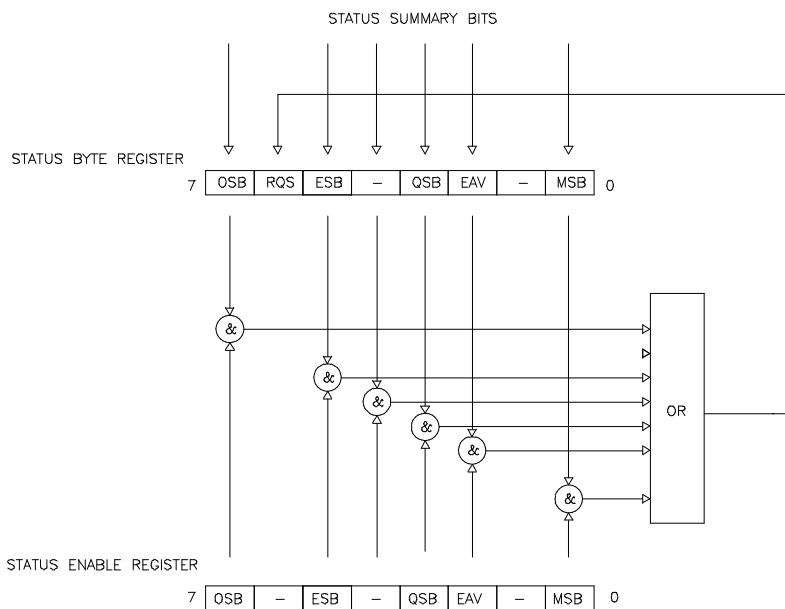 STATUS SUMMARY BITS
STATUS BYTE REGISTER
7 OSB RQS ESB – QSB EAV – MSB 0
&
&
&
&
&
&
OR
STATUS ENABLE REGISTER
7 OSB – ESB – QSB EAV – MSB 0